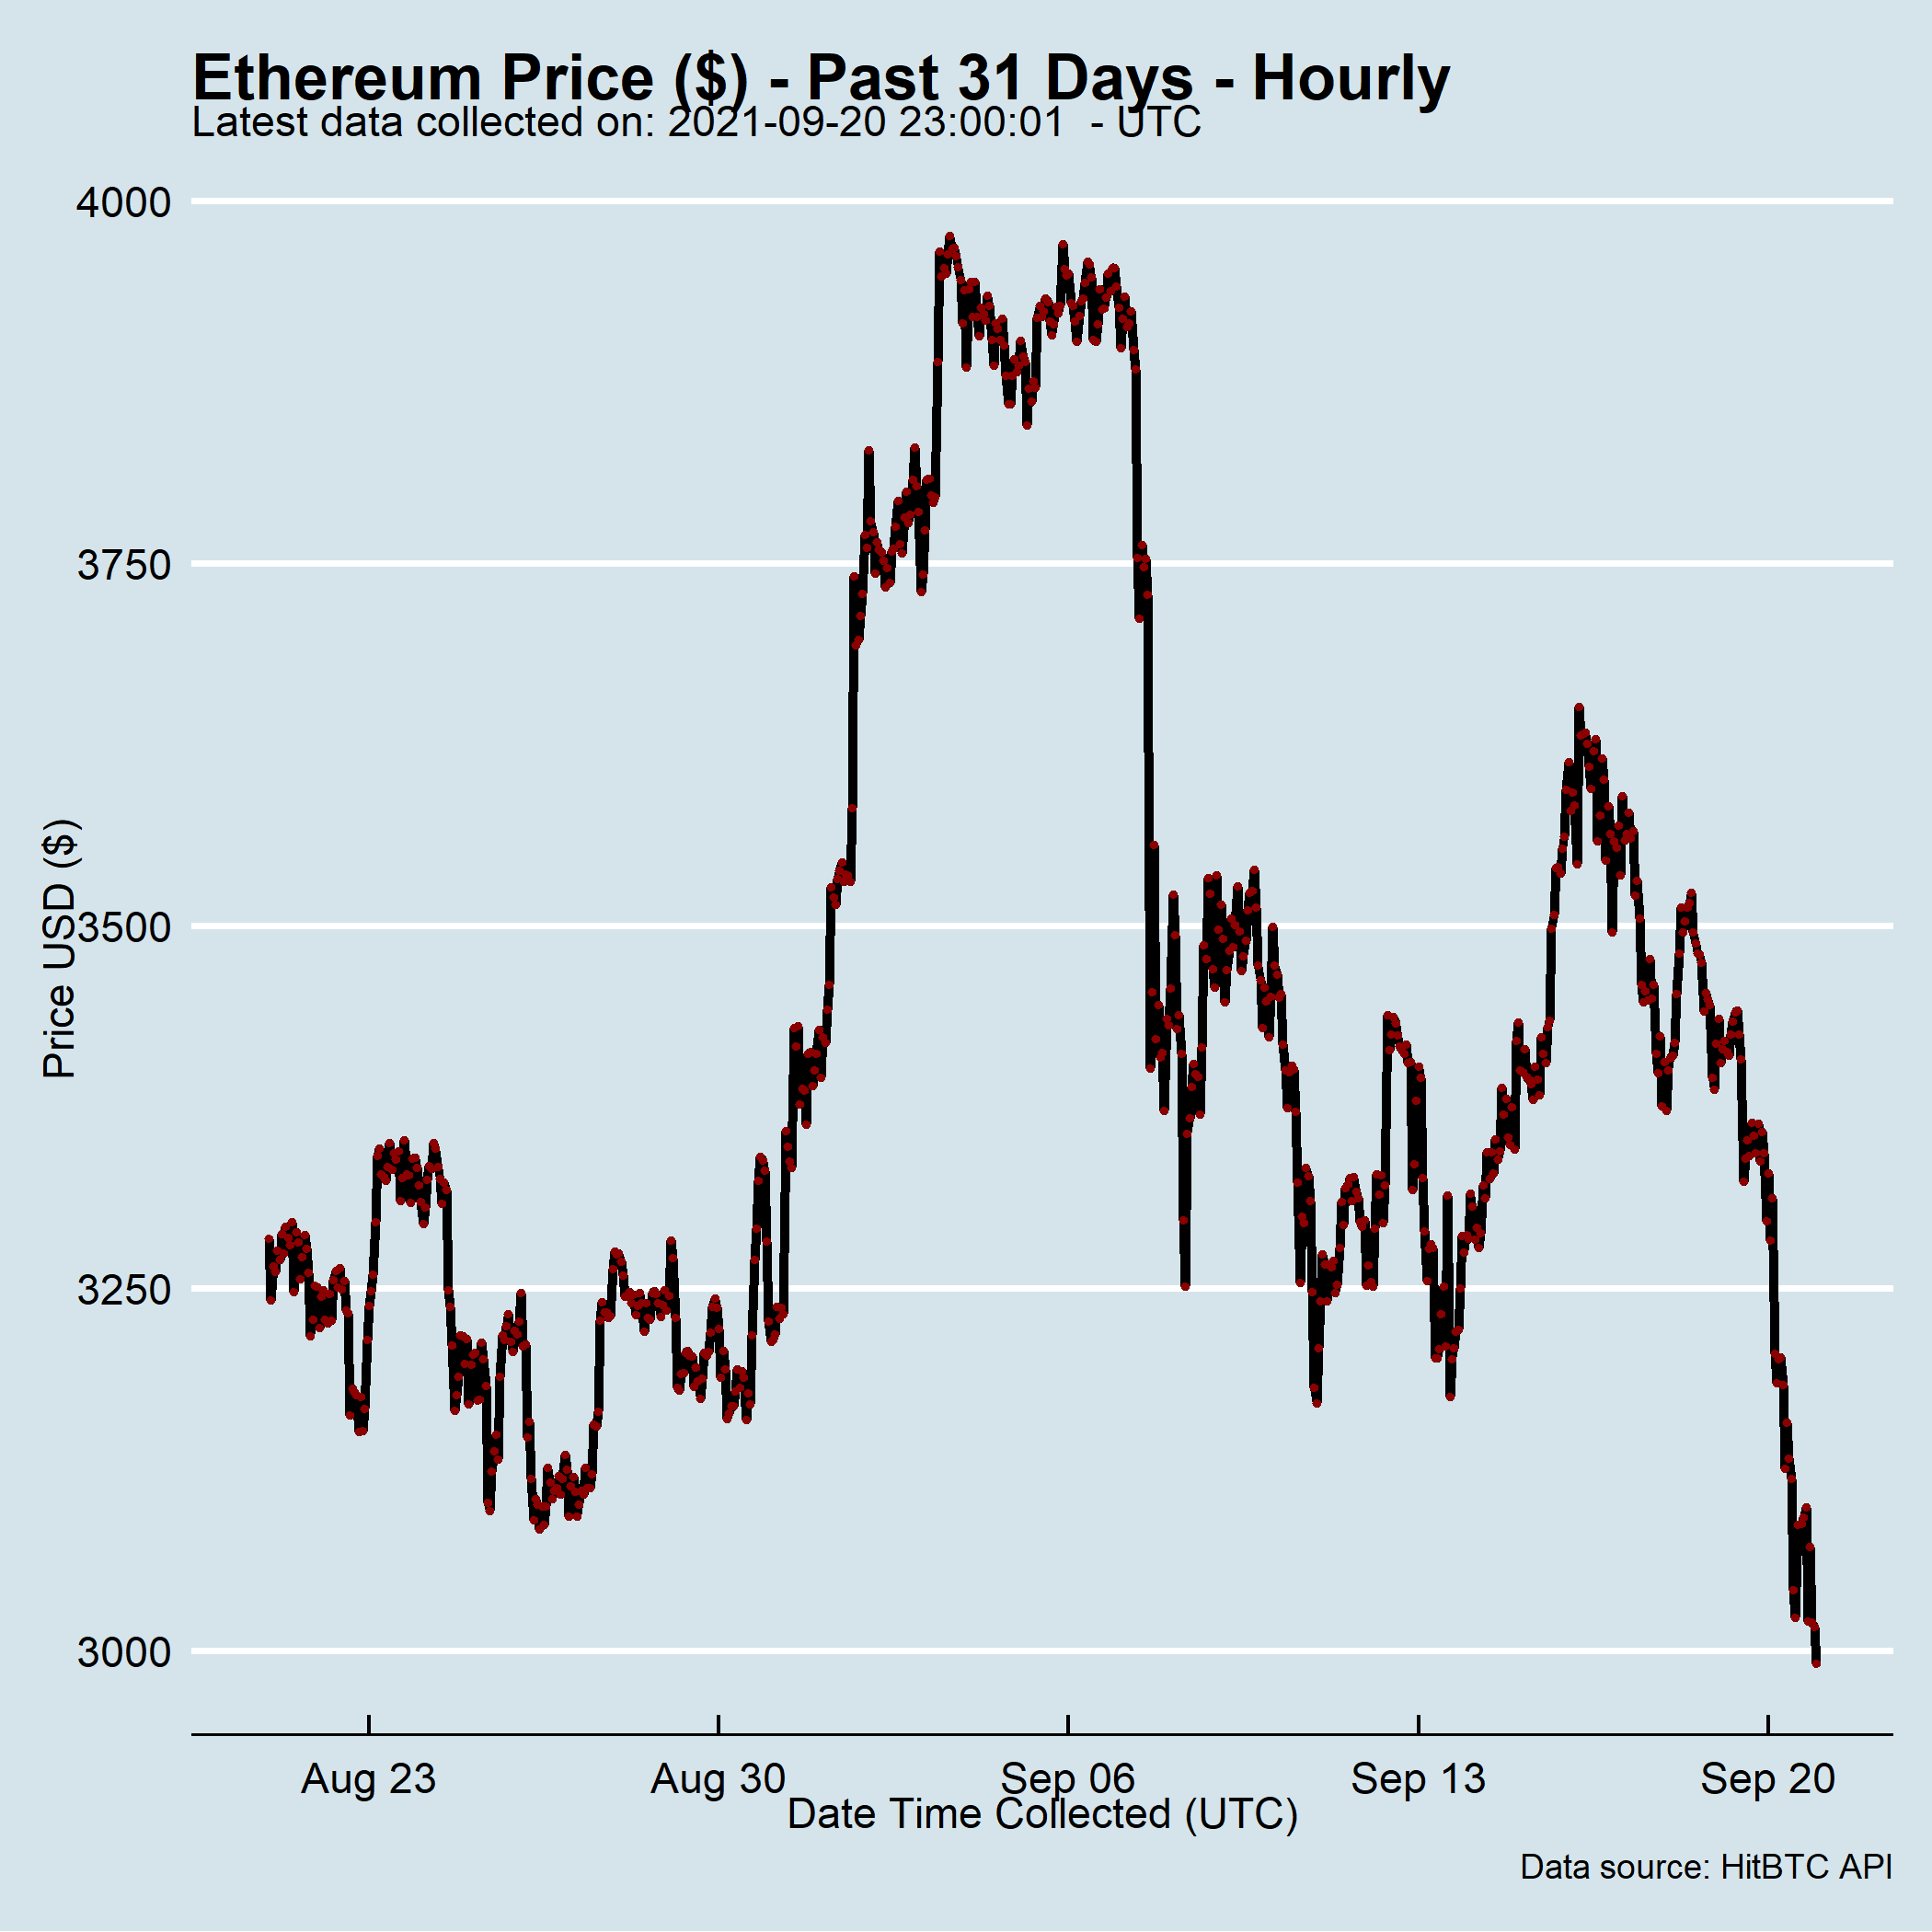 Ethereum Price ($) - Past 31 Days - Hourly
Latest data collected on: 2021-09-20 23:00:01  - UTC
4000
3750
3500
3250
3000
Price USD ($)
Aug 23
Aug 30
Sep 06
Sep 13
Sep 20
Date Time Collected (UTC)
Data source: HitBTC API